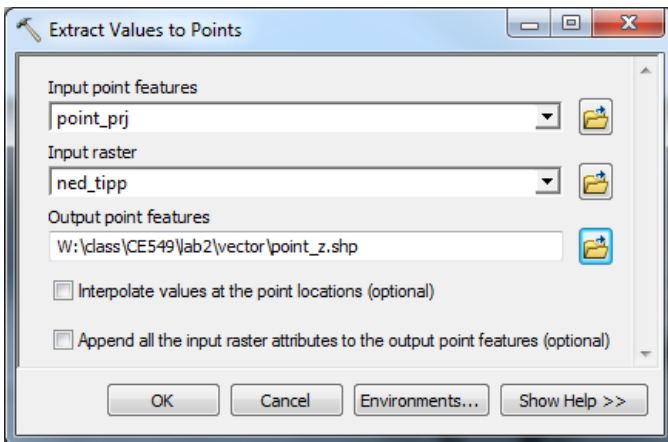 Extract Values to Points
Input point features
point_prj
Input raster
ned_tipp
Output point features
W:\class\CE549\lab2\vector\point_z.shp
Interpolate values at the point locations (optional)
Append all the input raster attributes to the output point features (optional)
OK Cancel Environments... Show Help >>